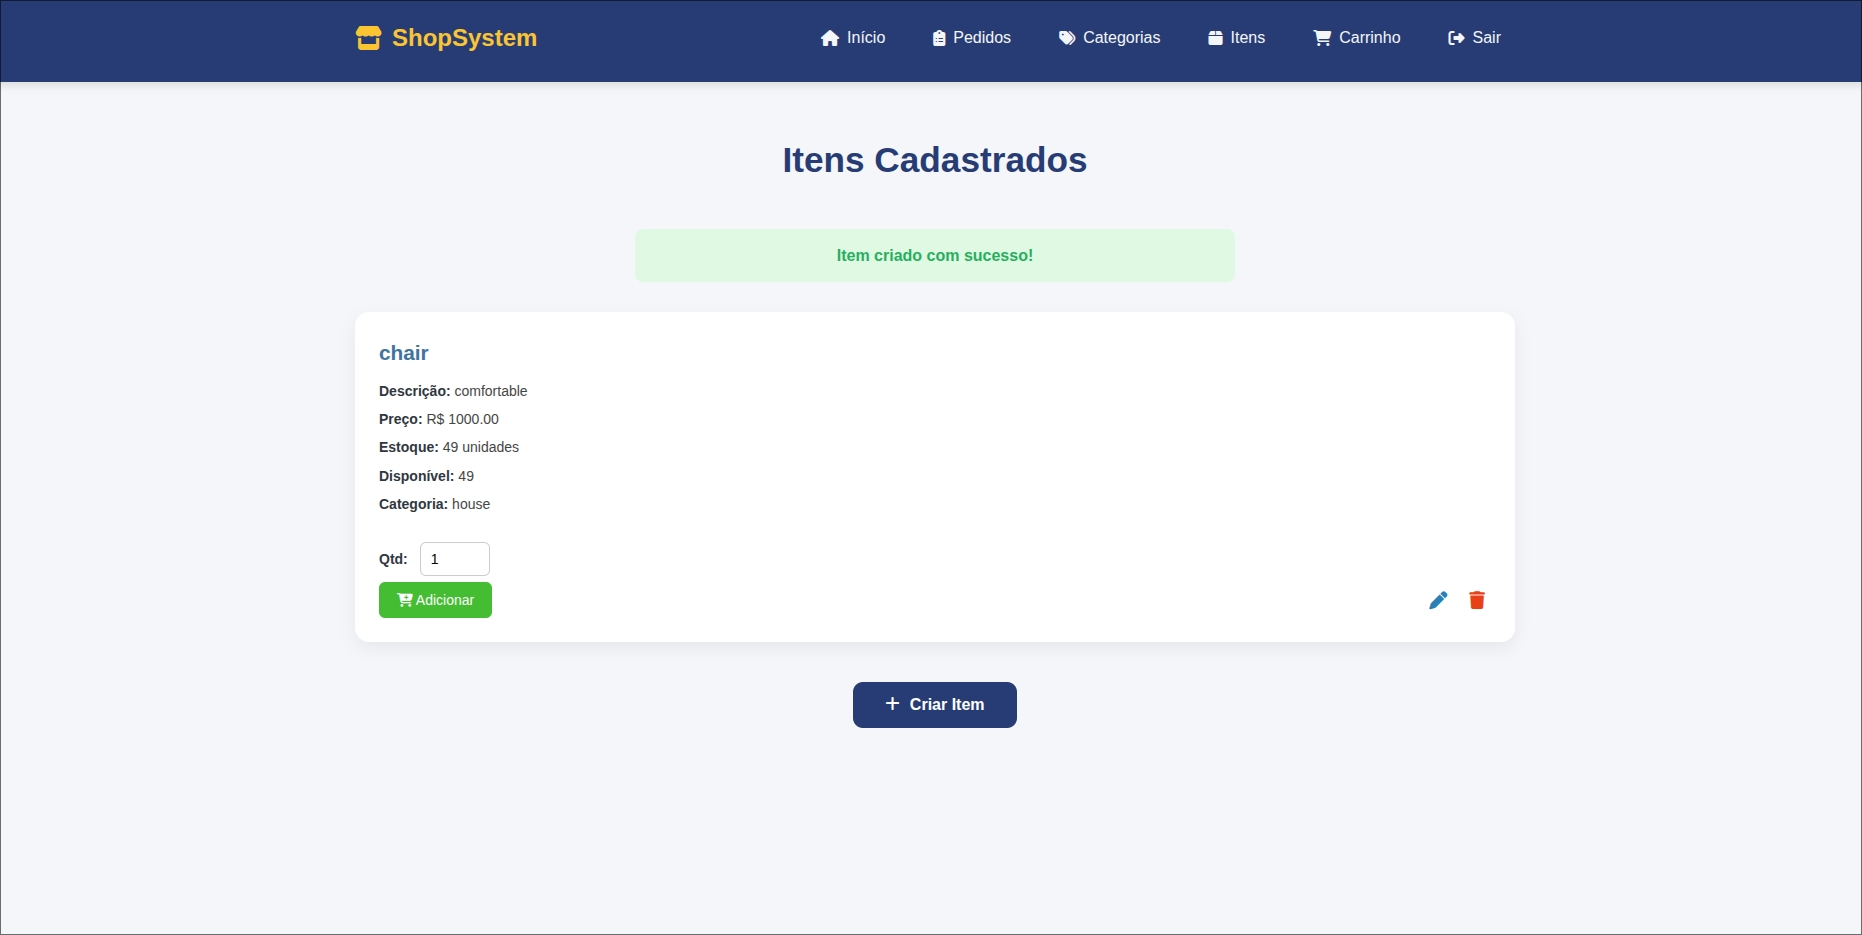 ShopSystem
Início Pedidos Categorias Itens Carrinho Sair
Itens Cadastrados
Item criado com sucesso!
chair
Descrição: comfortable
Preço: R$ 1000.00
Estoque: 49 unidades
Disponível: 49
Categoria: house
Qtd: 1
Adicionar
+ Criar Item